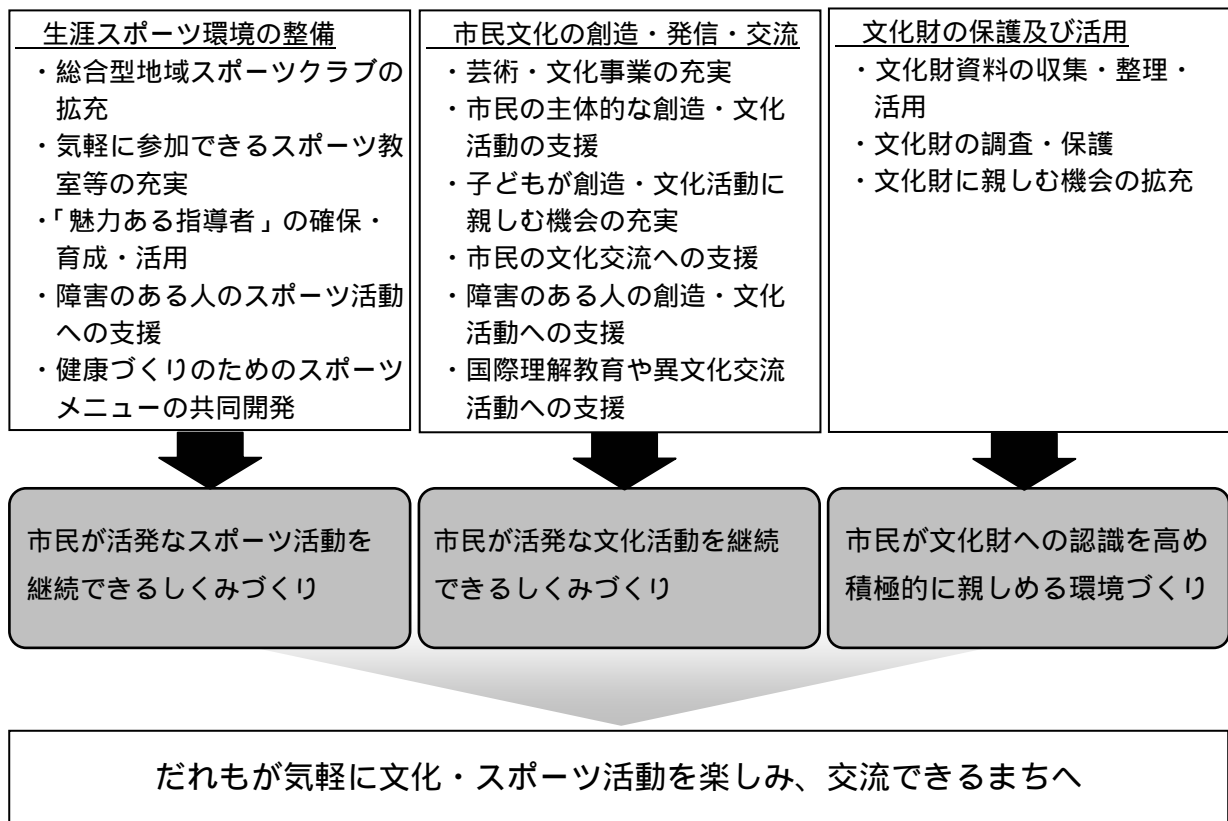 生涯スポーツ環境の整備
・総合型地域スポーツクラブの
拡充
・気軽に参加できるスポーツ教
室等の充実
・「魅力ある指導者」の確保・
育成・活用
・障害のある人のスポーツ活動
への支援
・健康づくりのためのスポーツ
メニューの共同開発
市民文化の創造・発信・交流
・芸術・文化事業の充実
・市民の主体的な創造・文化
活動の支援
・子どもが創造・文化活動に
親しむ機会の充実
・市民の文化交流への支援
・障害のある人の創造・文化
活動への支援
・国際理解教育や異文化交流
活動への支援
文化財の保護及び活用
・文化財資料の収集・整理・
活用
・文化財の調査・保護
・文化財に親しむ機会の拡充
市民が活発なスポーツ活動を
継続できるしくみづくり
市民が活発な文化活動を継続
できるしくみづくり
市民が文化財への認識を高め
積極的に親しめる環境づくり
だれもが気軽に文化・スポーツ活動を楽しみ、交流できるまちへ